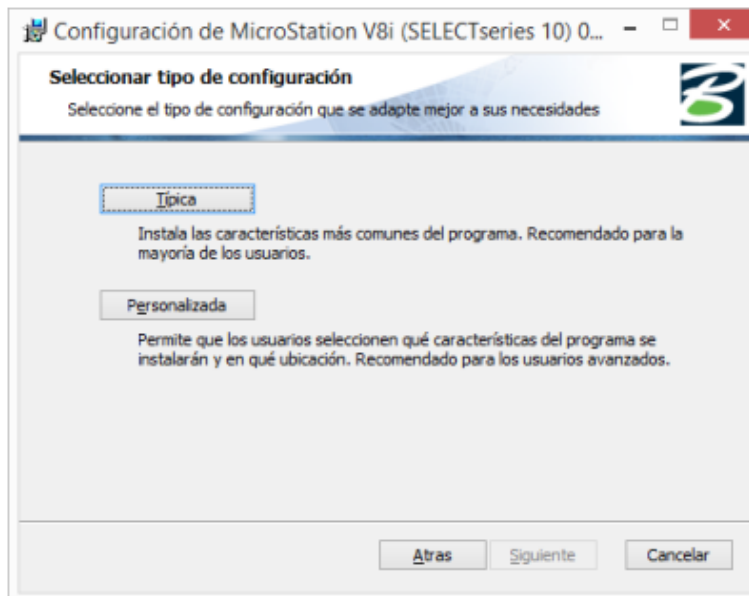 Configuración de MicroStation V8i (SELECTseries 10) 0...
Seleccionar tipo de configuración
Seleccione el tipo de configuración que se adapte mejor a sus necesidades
Típica
Instala las características más comunes del programa. Recomendado para la
mayoría de los usuarios.
Personalizada
Permite que los usuarios seleccionen qué características del programa se
instalarán y en qué ubicación. Recomendado para los usuarios avanzados.
Atras
Siguiente
Cancelar